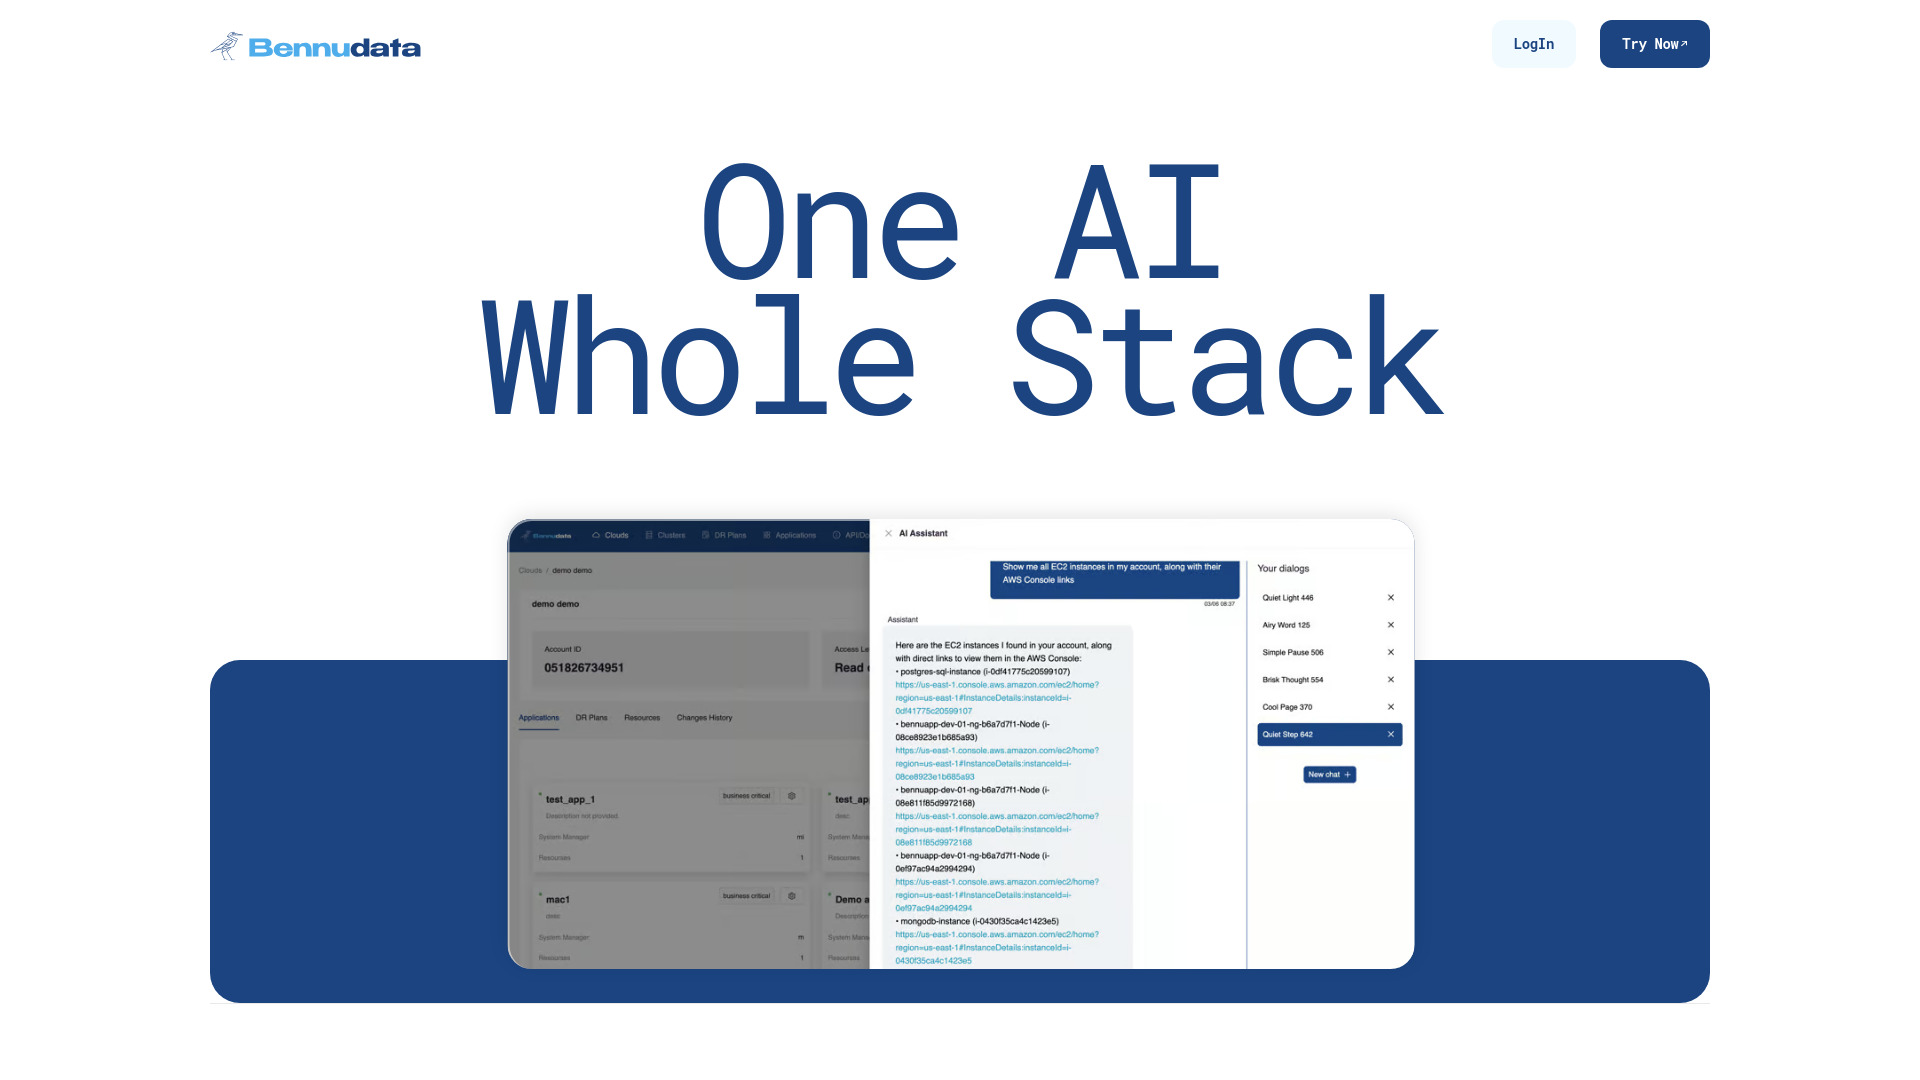 Bennudata
LogIn
Try Now
One AI
Whole Stack
Bennudata
Clouds
Clusters
DR Plans
Applications
Clouds / demo demo
demo demo
Account ID
051826734951
Access Le
Read
Applications
DR Plans
Resources
Changes History
test_app_1
business critical
Description not provided.
System Manager
mi
Resourses
1
test_ap
desc.
System Mana
Resourses
mac1
business critical
desc
System Manager
m
Resourses
1
Demo a
Description
System Mana
Resourses
AI Assistant
Show me all EC2 instances in my account, along with their
AWS Console links
03/06 08:37
Assistant
Here are the EC2 instances I found in your account, along
with direct links to view them in the AWS Console:
• postgres-sql-instance (i-0df41775c20599107)
https://us-east-1.console.aws.amazon.com/ec2/home?
region=us-east-1#InstanceDetails:instanceId=i-
0df41775c20599107
• bennuapp-dev-01-ng-b6a7d7f1-Node (i-
08ce8923e1b685a93)
https://us-east-1.console.aws.amazon.com/ec2/home?
region=us-east-1#InstanceDetails:instanceId=i-
08ce8923e1b685a93
• bennuapp-dev-01-ng-b6a7d7f1-Node (i-
08e811f85d9972168)
https://us-east-1.console.aws.amazon.com/ec2/home?
region=us-east-1#InstanceDetails:instanceId=i-
08e811f85d9972168
• bennuapp-dev-01-ng-b6a7d7f1-Node (i-
0ef97ac94a2994294)
https://us-east-1.console.aws.amazon.com/ec2/home?
region=us-east-1#InstanceDetails:instanceId=i-
0ef97ac94a2994294
• mongodb-instance (i-0430f35ca4c1423e5)
https://us-east-1.console.aws.amazon.com/ec2/home?
region=us-east-1#InstanceDetails:instanceId=i-
0430f35ca4c1423e5
Your dialogs
Quiet Light 446
Airy Word 125
Simple Pause 506
Brisk Thought 554
Cool Page 370
Quiet Step 642
New chat +